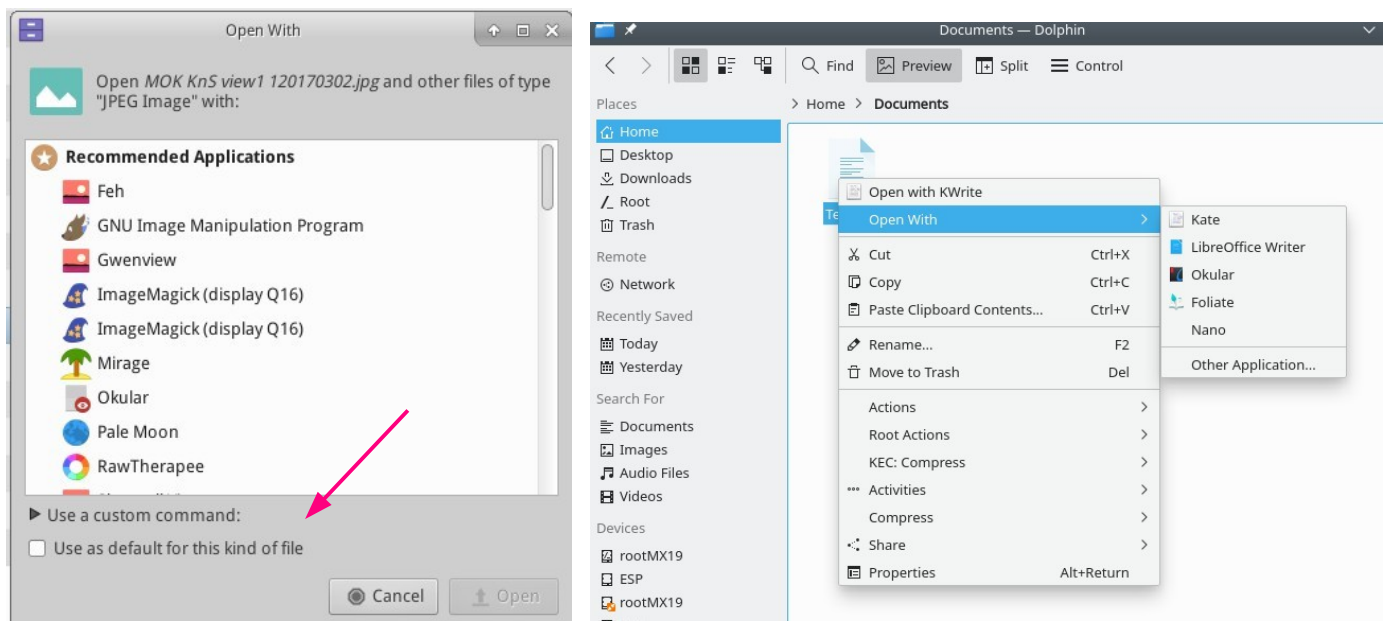 Open With
Open MOK KnS view1 120170302.jpg and other files of type
"JPEG Image" with:
Recommended Applications
Feh
GNU Image Manipulation Program
Gwenview
ImageMagick (display Q16)
ImageMagick (display Q16)
Mirage
Okular
Pale Moon
RawTherapee
Use a custom command:
Use as default for this kind of file
Cancel
Open
Documents — Dolphin
Find
Preview
Split
Control
Places
Home
Desktop
Downloads
Root
Trash
Remote
Network
Recently Saved
Today
Yesterday
Search For
Documents
Images
Audio Files
Videos
Devices
rootMX19
ESP
rootMX19
> Home > Documents
Te
Open with KWrite
Open With
Cut Ctrl+X
Copy Ctrl+C
Paste Clipboard Contents... Ctrl+V
Rename... F2
Move to Trash Del
Actions
Root Actions
KEC: Compress
Activities
Compress
Share
Properties Alt+Return
Kate
LibreOffice Writer
Okular
Foliate
Nano
Other Application...